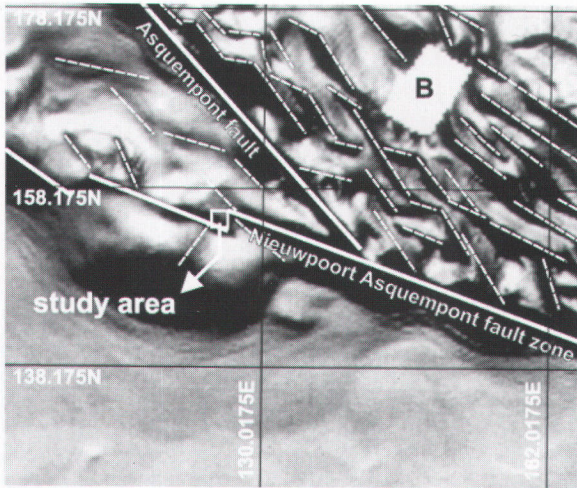 178.175N
Asquempont fault
B
158.175N
Nieuwpoort Asquempont fault zone
study area
138.175N
130.0175E
162.0175E